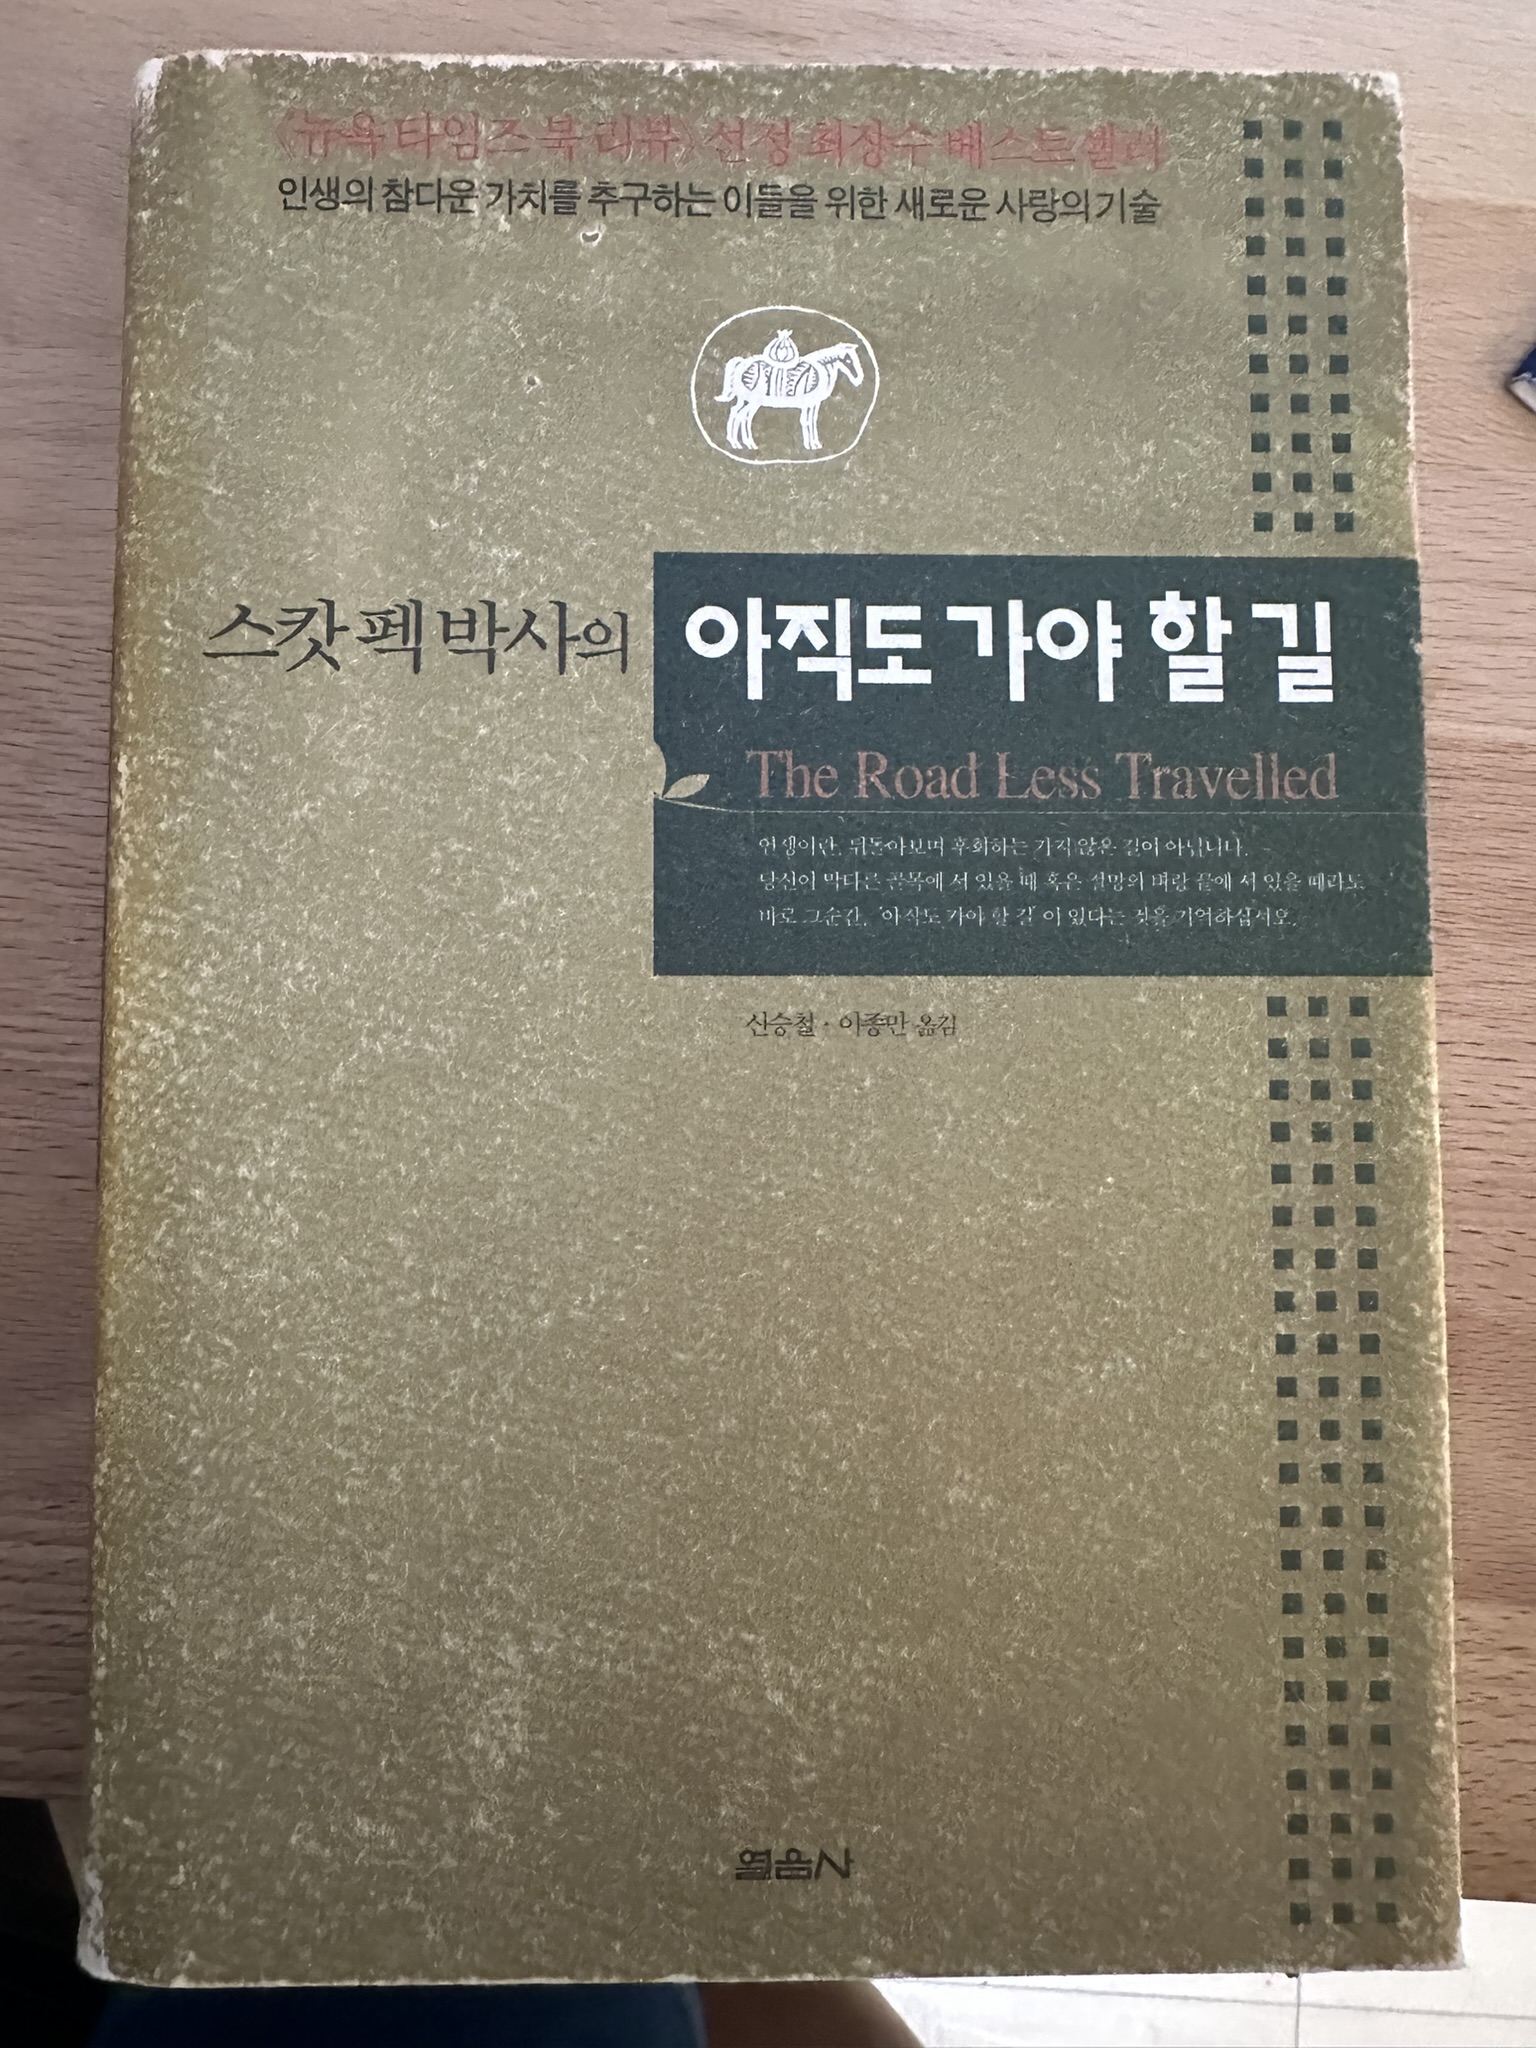 《뉴욕 타임즈 북 리뷰》 선정 최장수 베스트 셀러
인생의 참다운 가치를 추구하는 이들을 위한 새로운 사랑의 기술
스캇 펙 박사의 아직도 가야 할 길
The Road Less Travelled
인생이란, 뒤돌아보며 후회하는 가지 않은 길이 아닙니다.
당신이 막다른 골목에 서 있을 때 혹은 절망의 벼랑 끝에 서 있을 때라도
바로 그 순간, '아직도 가야 할 길'이 있다는 것을 기억하십시오.
신승철 · 이종만 옮김
열음사